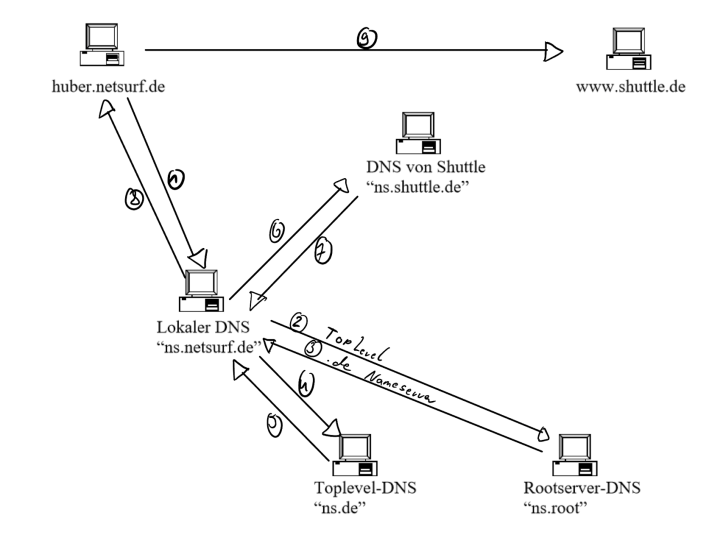 9
huber.netsurf.de
www.shuttle.de
DNS von Shuttle
“ns.shuttle.de”
1
8
6
7
Lokaler DNS
“ns.netsurf.de”
2 TopLevel
3 .de Nameserver
4
5
Toplevel-DNS
“ns.de”
Rootserver-DNS
“ns.root”